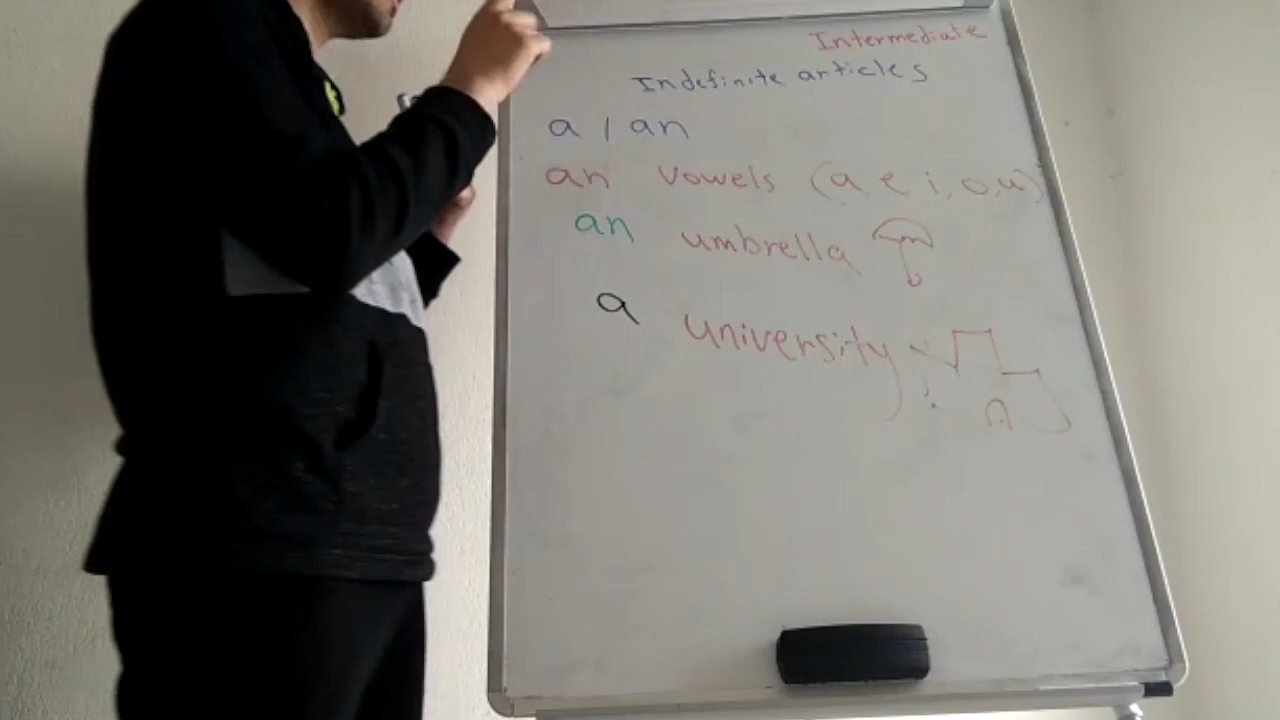 Intermediate
Indefinite articles
a / an
an vowels (a, e i, o, u)
an umbrella
a university